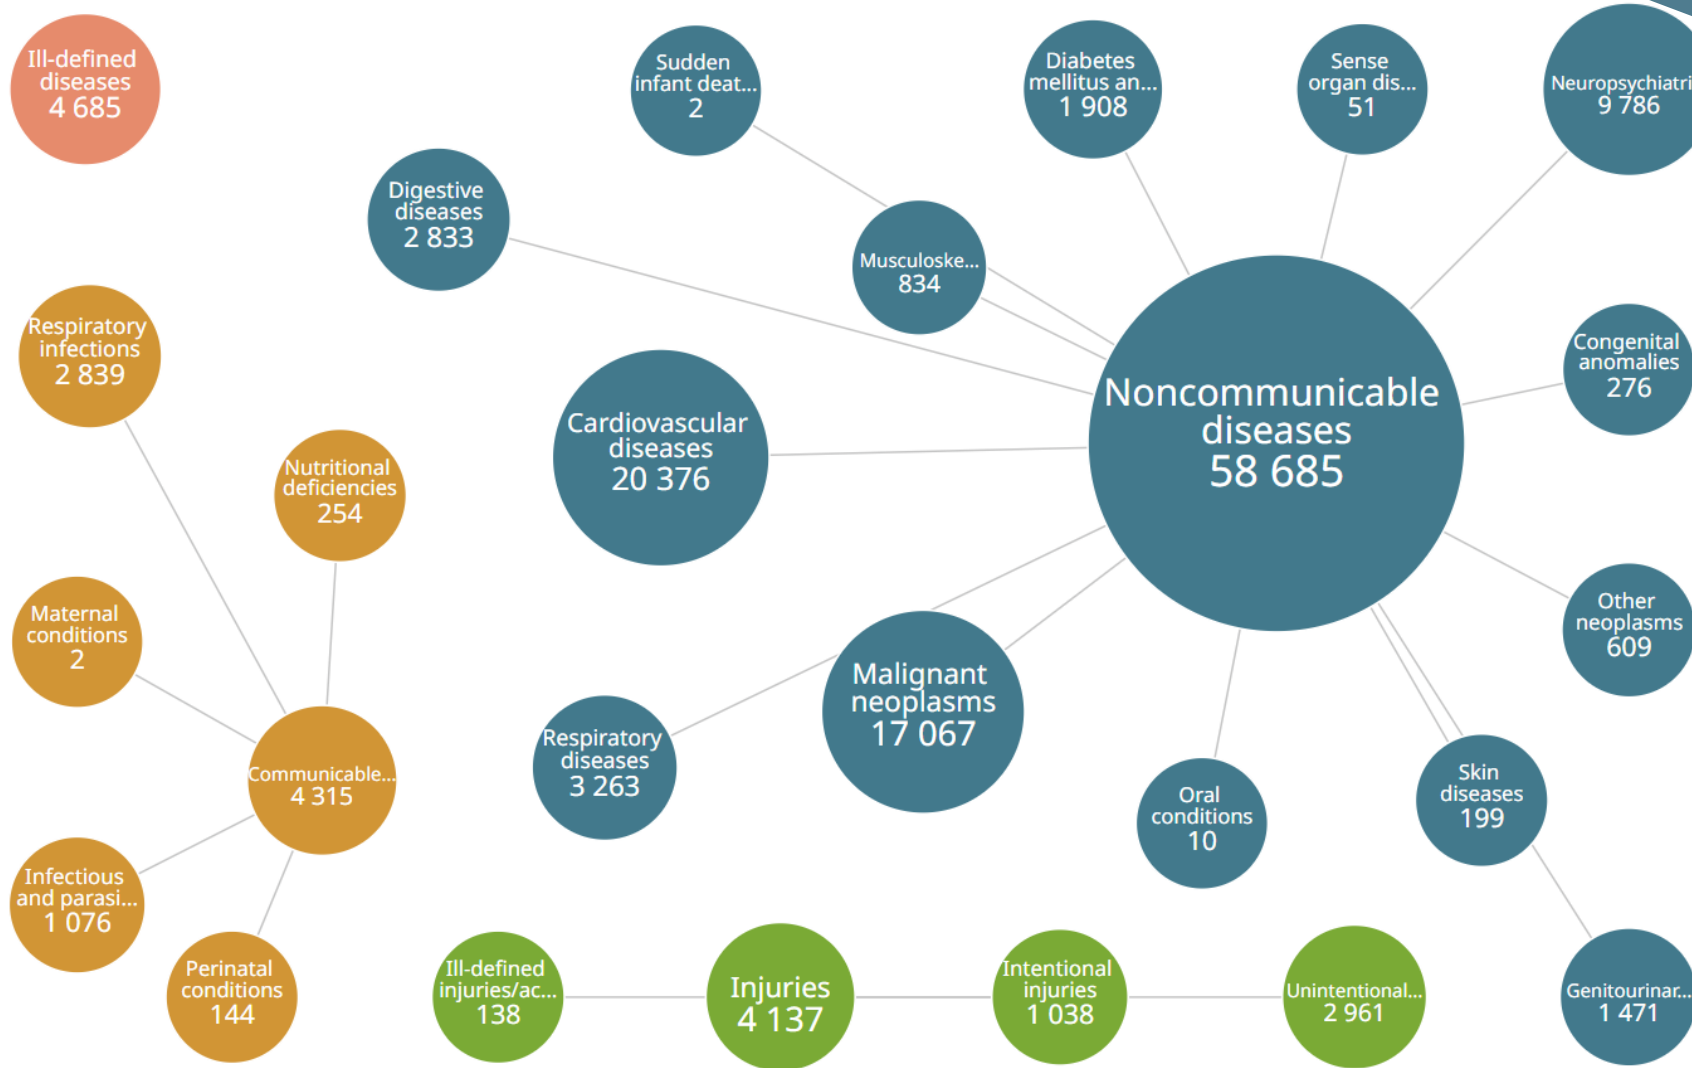 Ill-defined
diseases
4 685
Sudden
infant deat...
2
Diabetes
mellitus an...
1 908
Sense
organ dis...
51
Neuropsychiatri
9 786
Digestive
diseases
2 833
Musculoske...
834
Respiratory
infections
2 839
Congenital
anomalies
276
Noncommunicable
diseases
58 685
Cardiovascular
diseases
20 376
Nutritional
deficiencies
254
Maternal
conditions
2
Other
neoplasms
609
Malignant
neoplasms
17 067
Respiratory
diseases
3 263
Communicable...
4 315
Oral
conditions
10
Skin
diseases
199
Infectious
and parasi...
1 076
Perinatal
conditions
144
Ill-defined
injuries/ac...
138
Injuries
4 137
Intentional
injuries
1 038
Unintentional...
2 961
Genitourinar...
1 471